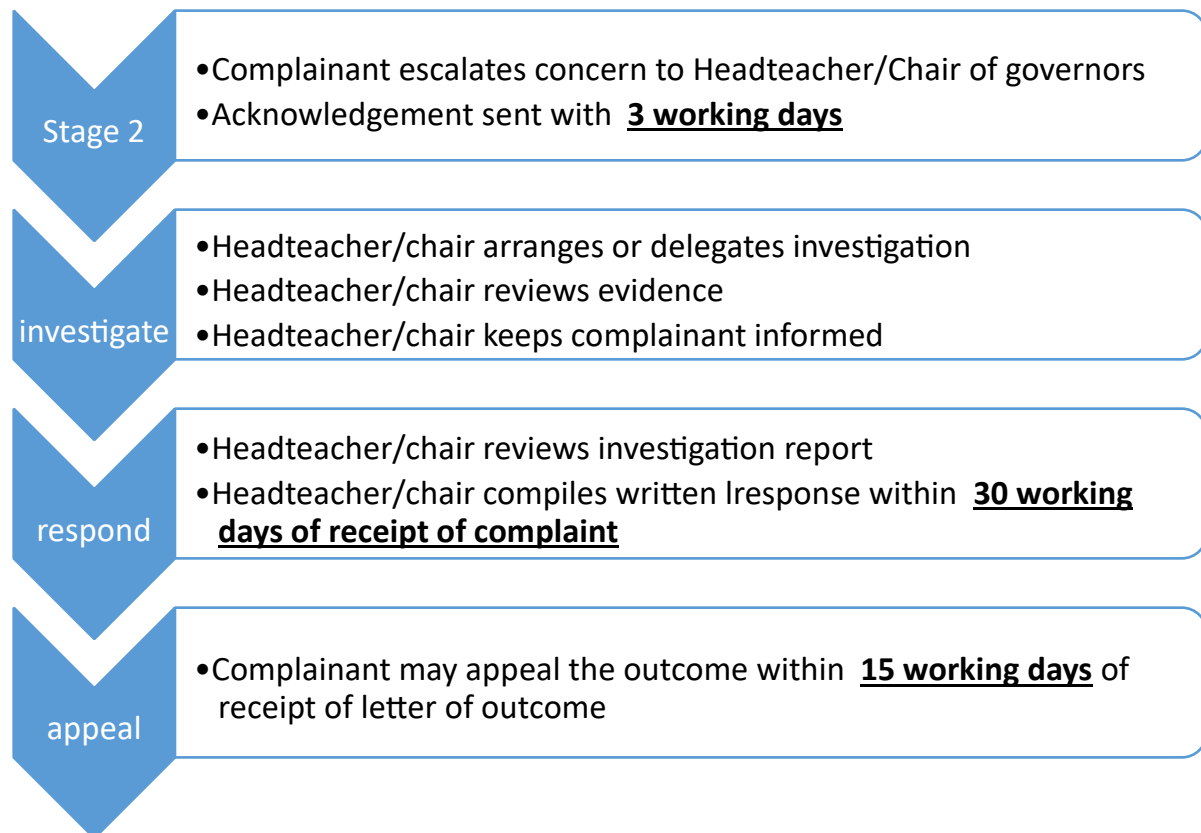 Stage 2
•Complainant escalates concern to Headteacher/Chair of governors
•Acknowledgement sent with 3 working days
investigate
•Headteacher/chair arranges or delegates investigation
•Headteacher/chair reviews evidence
•Headteacher/chair keeps complainant informed
respond
•Headteacher/chair reviews investigation report
•Headteacher/chair compiles written lresponse within 30 working
days of receipt of complaint
appeal
•Complainant may appeal the outcome within 15 working days of
receipt of letter of outcome